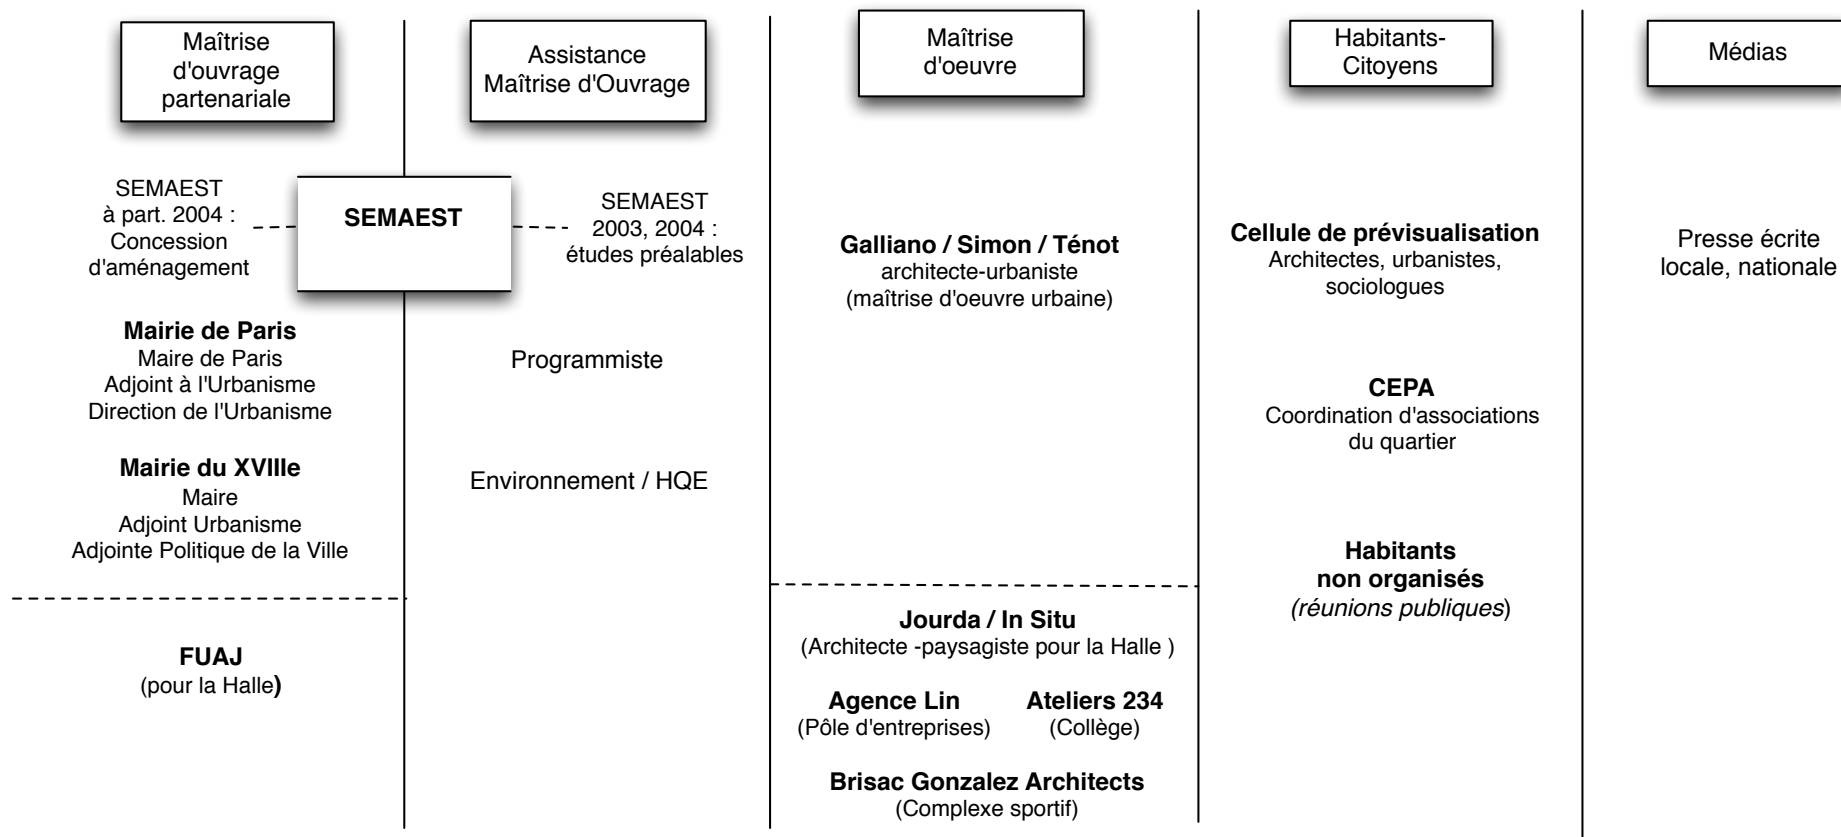 Maîtrise
d'ouvrage
partenariale
SEMAEST
à part. 2004 :
Concession
d'aménagement
SEMAEST
Mairie de Paris
Maire de Paris
Adjoint à l'Urbanisme
Direction de l'Urbanisme
Mairie du XVIIIe
Maire
Adjoint Urbanisme
Adjointe Politique de la Ville
FUAJ
(pour la Halle)
Assistance
Maîtrise d'Ouvrage
SEMAEST
2003, 2004 :
études préalables
Programmiste
Environnement / HQE
Maîtrise
d'oeuvre
Galliano / Simon / Ténot
architecte-urbaniste
(maîtrise d'oeuvre urbaine)
Jourda / In Situ
(Architecte -paysagiste pour la Halle )
Agence Lin
(Pôle d'entreprises)
Ateliers 234
(Collège)
Brisac Gonzalez Architects
(Complexe sportif)
Habitants-
Citoyens
Cellule de prévisualisation
Architectes, urbanistes,
sociologues
CEPA
Coordination d'associations
du quartier
Habitants
non organisés
(réunions publiques)
Médias
Presse écrite
locale, nationale